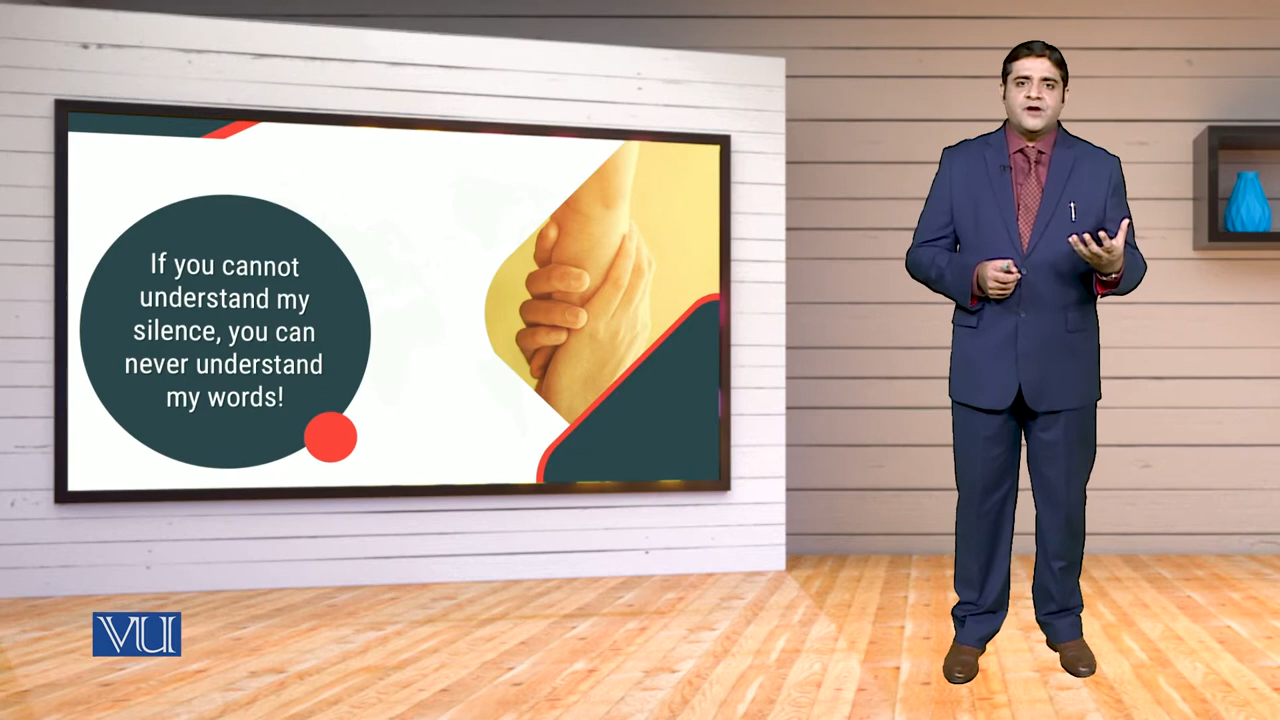 If you cannot
understand my
silence, you can
never understand
my words!
VU